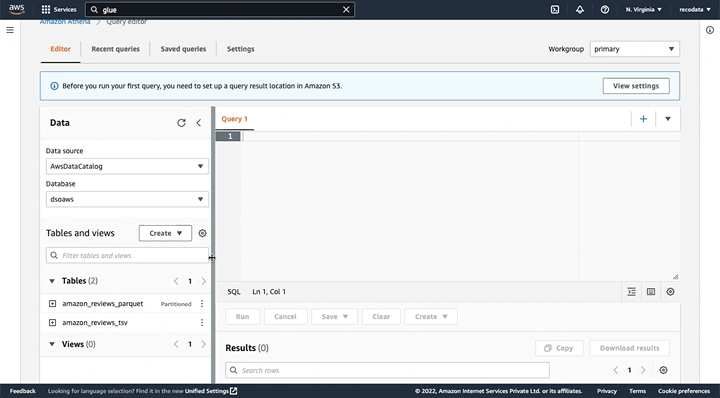 aws Services glue N. Virginia recodata
Amazon Athena Query editor
Editor Recent queries Saved queries Settings Workgroup primary
Before you run your first query, you need to set up a query result location in Amazon S3. View settings
Data
Query 1
1
Data source
AwsDataCatalog
Database
dsoaws
Tables and views Create
Filter tables and views
Tables (2) 1
amazon_reviews_parquet Partitioned
amazon_reviews_tsv
Views (0) 1
SQL Ln 1, Col 1
Run Cancel Save Clear Create
Results (0) Copy Download results
Search rows 1
Feedback Looking for language selection? Find it in the new Unified Settings © 2022, Amazon Internet Services Private Ltd. or its affiliates. Privacy Terms Cookie preferences